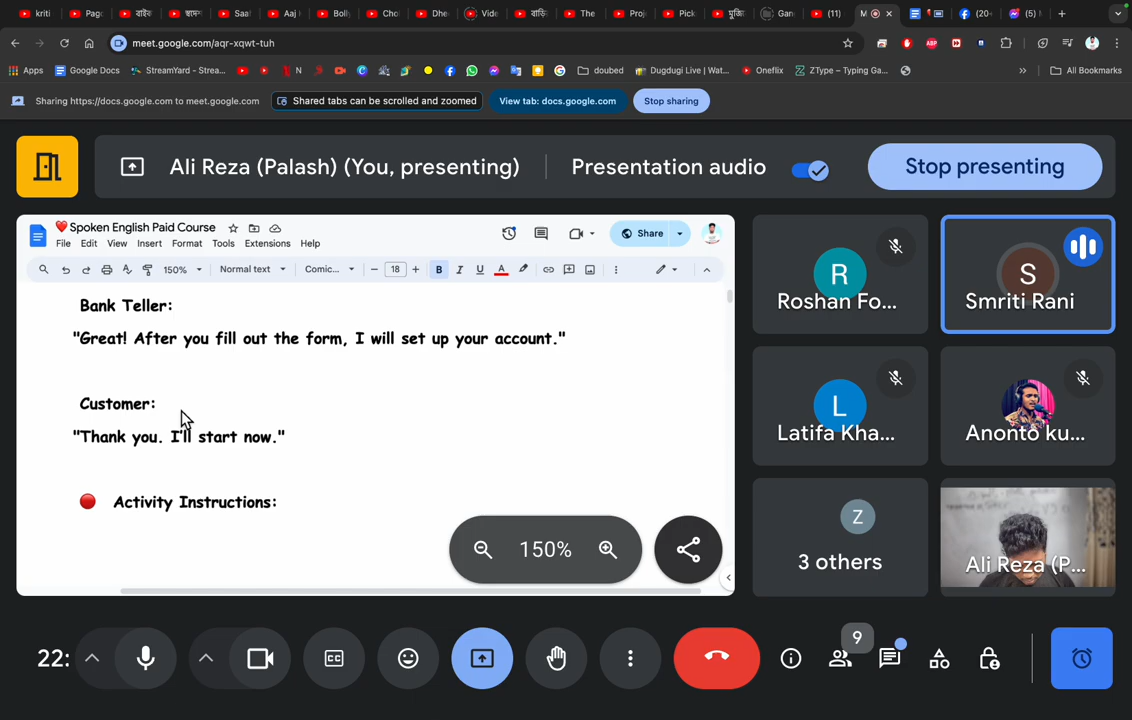 kriti
Pag
বাইব
স্বাদশ
Saal
Aaj k
Bolly
Cho
Dhee
Vide
বাড়ি
The
Proj
Pick
মুজি
Gan
(11)
M
(20+
(5) M
meet.google.com/aqr-xqwt-tuh
Apps
Google Docs
StreamYard - Strea...
N
doubed
Dugdugi Live | Wat...
Oneflix
ZType – Typing Ga...
All Bookmarks
Sharing https://docs.google.com to meet.google.com
Shared tabs can be scrolled and zoomed
View tab: docs.google.com
Stop sharing
Ali Reza (Palash) (You, presenting)
Presentation audio
Stop presenting
Spoken English Paid Course
File Edit View Insert Format Tools Extensions Help
Share
150%
Normal text
Comic...
18
B I U A
Bank Teller:
"Great! After you fill out the form, I will set up your account."
Customer:
"Thank you. I'll start now."
Activity Instructions:
150%
R
Roshan Fo...
S
Smriti Rani
L
Latifa Kha...
Anonto ku...
Z
3 others
Ali Reza (P...
22:
CC
9